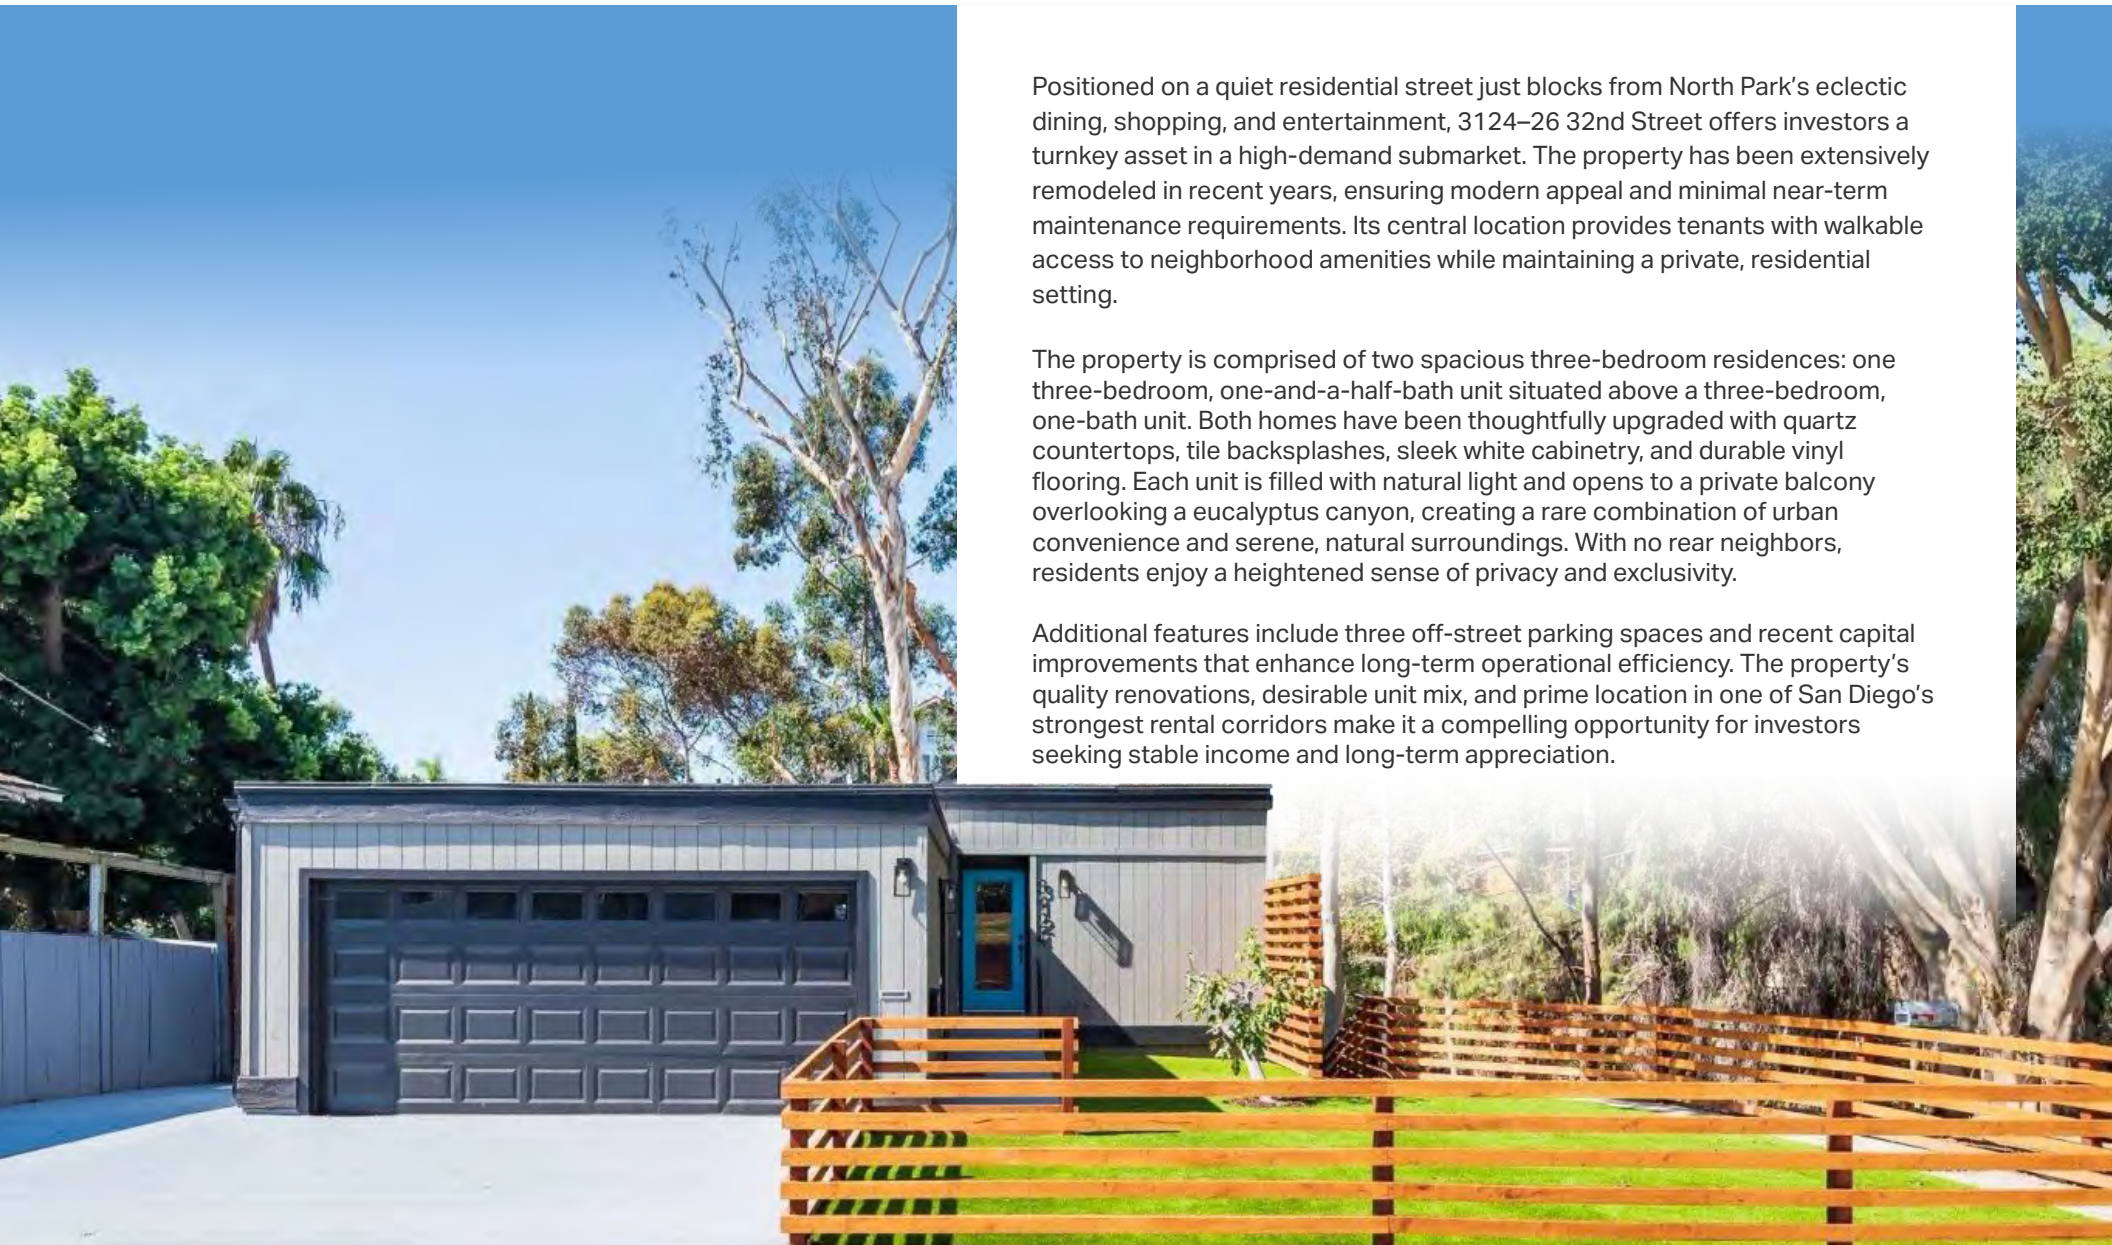 Positioned on a quiet residential street just blocks from North Park's eclectic
dining, shopping, and entertainment, 3124–26 32nd Street offers investors a
turnkey asset in a high-demand submarket. The property has been extensively
remodeled in recent years, ensuring modern appeal and minimal near-term
maintenance requirements. Its central location provides tenants with walkable
access to neighborhood amenities while maintaining a private, residential
setting.
The property is comprised of two spacious three-bedroom residences: one
three-bedroom, one-and-a-half-bath unit situated above a three-bedroom,
one-bath unit. Both homes have been thoughtfully upgraded with quartz
countertops, tile backsplashes, sleek white cabinetry, and durable vinyl
flooring. Each unit is filled with natural light and opens to a private balcony
overlooking a eucalyptus canyon, creating a rare combination of urban
convenience and serene, natural surroundings. With no rear neighbors,
residents enjoy a heightened sense of privacy and exclusivity.
Additional features include three off-street parking spaces and recent capital
improvements that enhance long-term operational efficiency. The property's
quality renovations, desirable unit mix, and prime location in one of San Diego's
strongest rental corridors make it a compelling opportunity for investors
seeking stable income and long-term appreciation.